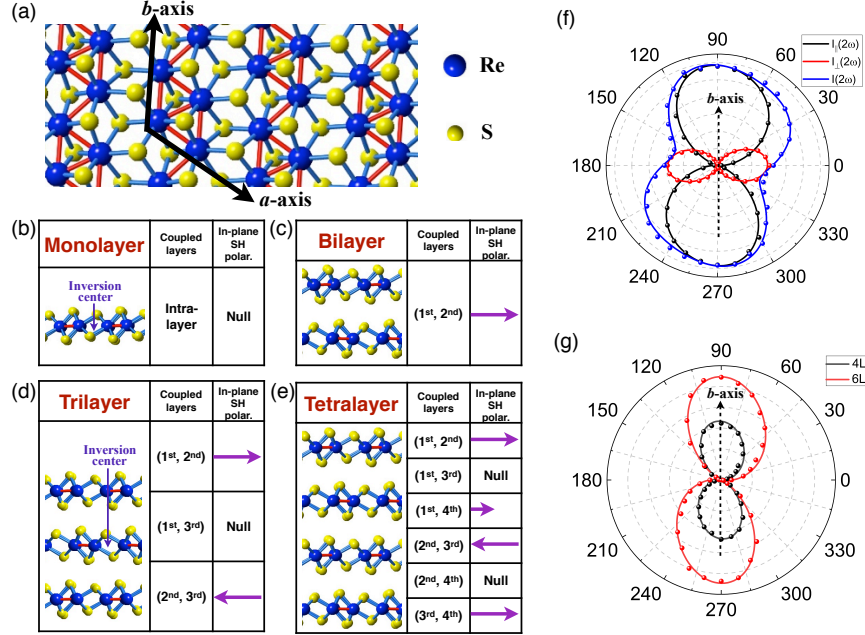 (a)
b-axis
a-axis
Re
S
(b)
Monolayer
Coupled
layers
In-plane
SH
polar.
Inversion
center
Intra-
layer
Null
(c)
Bilayer
Coupled
layers
In-plane
SH
polar.
(1st, 2nd)
(d)
Trilayer
Coupled
layers
In-plane
SH
polar.
Inversion
center
(1st, 2nd)
(1st, 3rd)
Null
(2nd, 3rd)
(e)
Tetralayer
Coupled
layers
In-plane
SH
polar.
(1st, 2nd)
(1st, 3rd)
Null
(1st, 4th)
(2nd, 3rd)
(2nd, 4th)
Null
(3rd, 4th)
(f)
I∥(2ω)
I⊥(2ω)
I(2ω)
b-axis
90
60
30
0
330
300
270
240
210
180
150
120
(g)
4L
6L
b-axis
90
60
30
0
330
300
270
240
210
180
150
120